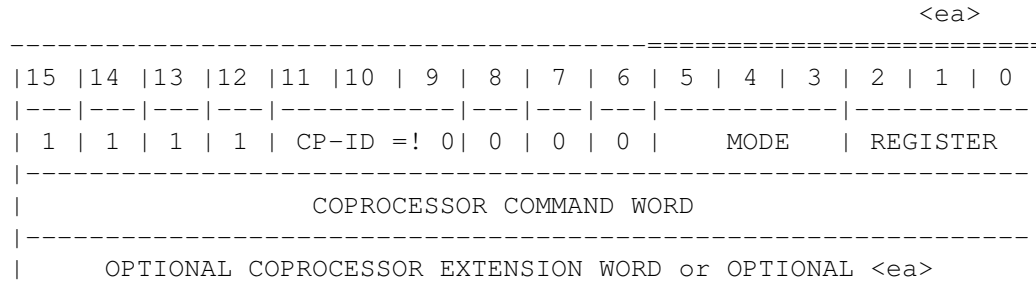 <ea>
----------------------------------------=========================
|15 |14 |13 |12 |11 |10 | 9 | 8 | 7 | 6 | 5 | 4 | 3 | 2 | 1 | 0
|---|---|---|---|-----------|---|---|---|-----------|-----------
| 1 | 1 | 1 | 1 | CP-ID =! 0| 0 | 0 | 0 |    MODE   | REGISTER
|---------------------------------------------------------------
|                  COPROCESSOR COMMAND WORD
|---------------------------------------------------------------
|     OPTIONAL COPROCESSOR EXTENSION WORD or OPTIONAL <ea>